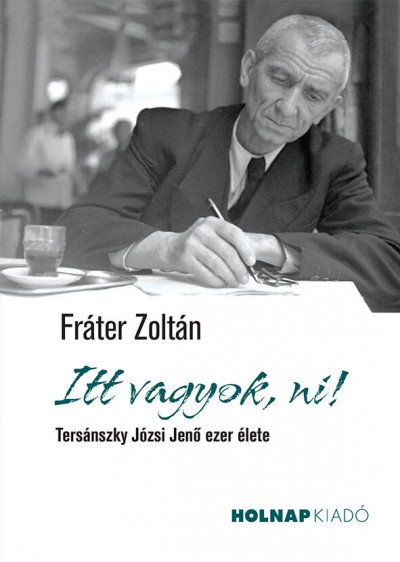 Fráter Zoltán
Itt vagyok, ni!
Tersánszky Józsi Jenő ezer élete
HOLNAP KIADÓ